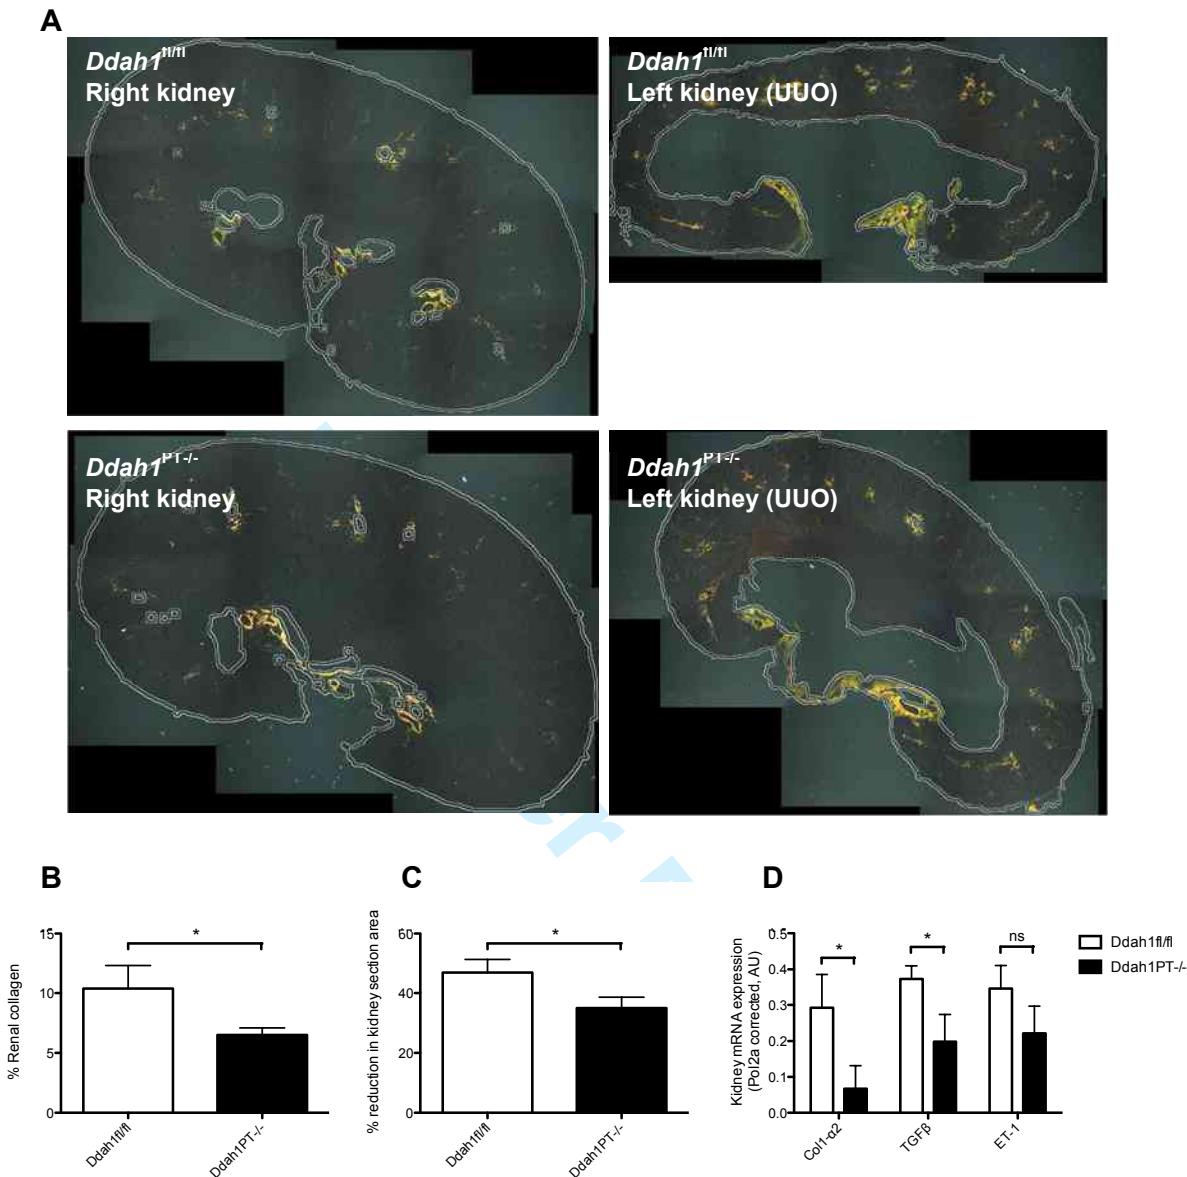 A
Ddah1fl/fl
Right kidney
Ddah1fl/fl
Left kidney (UUO)
Ddah1PT-/-
Right kidney
Ddah1PT-/-
Left kidney (UUO)
B
% Renal collagen
15
10
5
0
*
Ddah1fl/fl
Ddah1PT-/-
C
% reduction in kidney section area
60
40
20
0
*
Ddah1fl/fl
Ddah1PT-/-
D
Kidney mRNA expression
(Pol2a corrected, AU)
0.5
0.4
0.3
0.2
0.1
0.0
*
*
ns
Col1-α2
TGFβ
ET-1
Ddah1fl/fl
Ddah1PT-/-